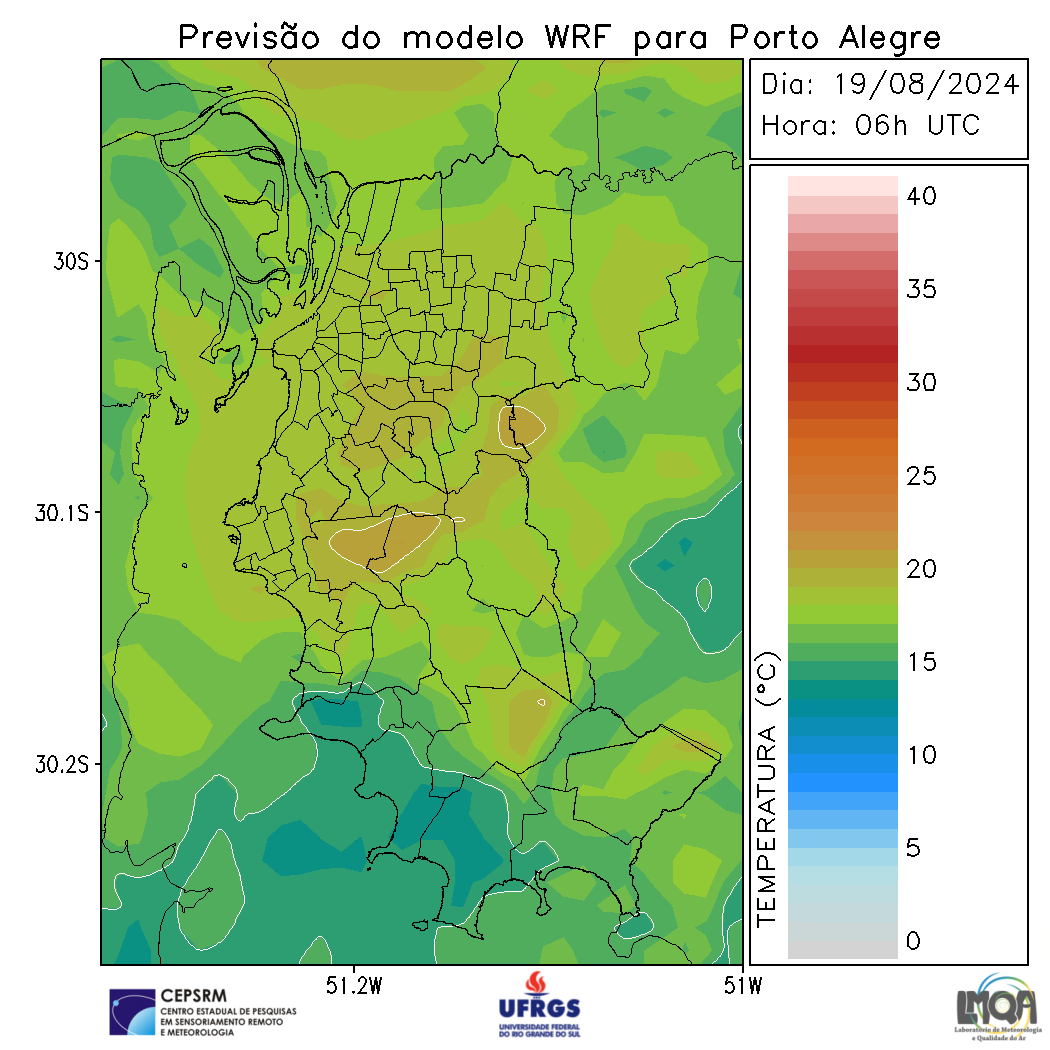 Previsão do modelo WRF para Porto Alegre
Dia: 19/08/2024
Hora: 06h UTC
30S
30.1S
30.2S
51.2W
51W
40
35
30
25
20
15
10
5
0
TEMPERATURA (°C)
CEPSRM
CENTRO ESTADUAL DE PESQUISAS
EM SENSORIAMENTO REMOTO
E METEOROLOGIA
UFRGS
UNIVERSIDADE FEDERAL
DO RIO GRANDE DO SUL
LMQA
Laboratório de Meteorologia
e Qualidade do Ar